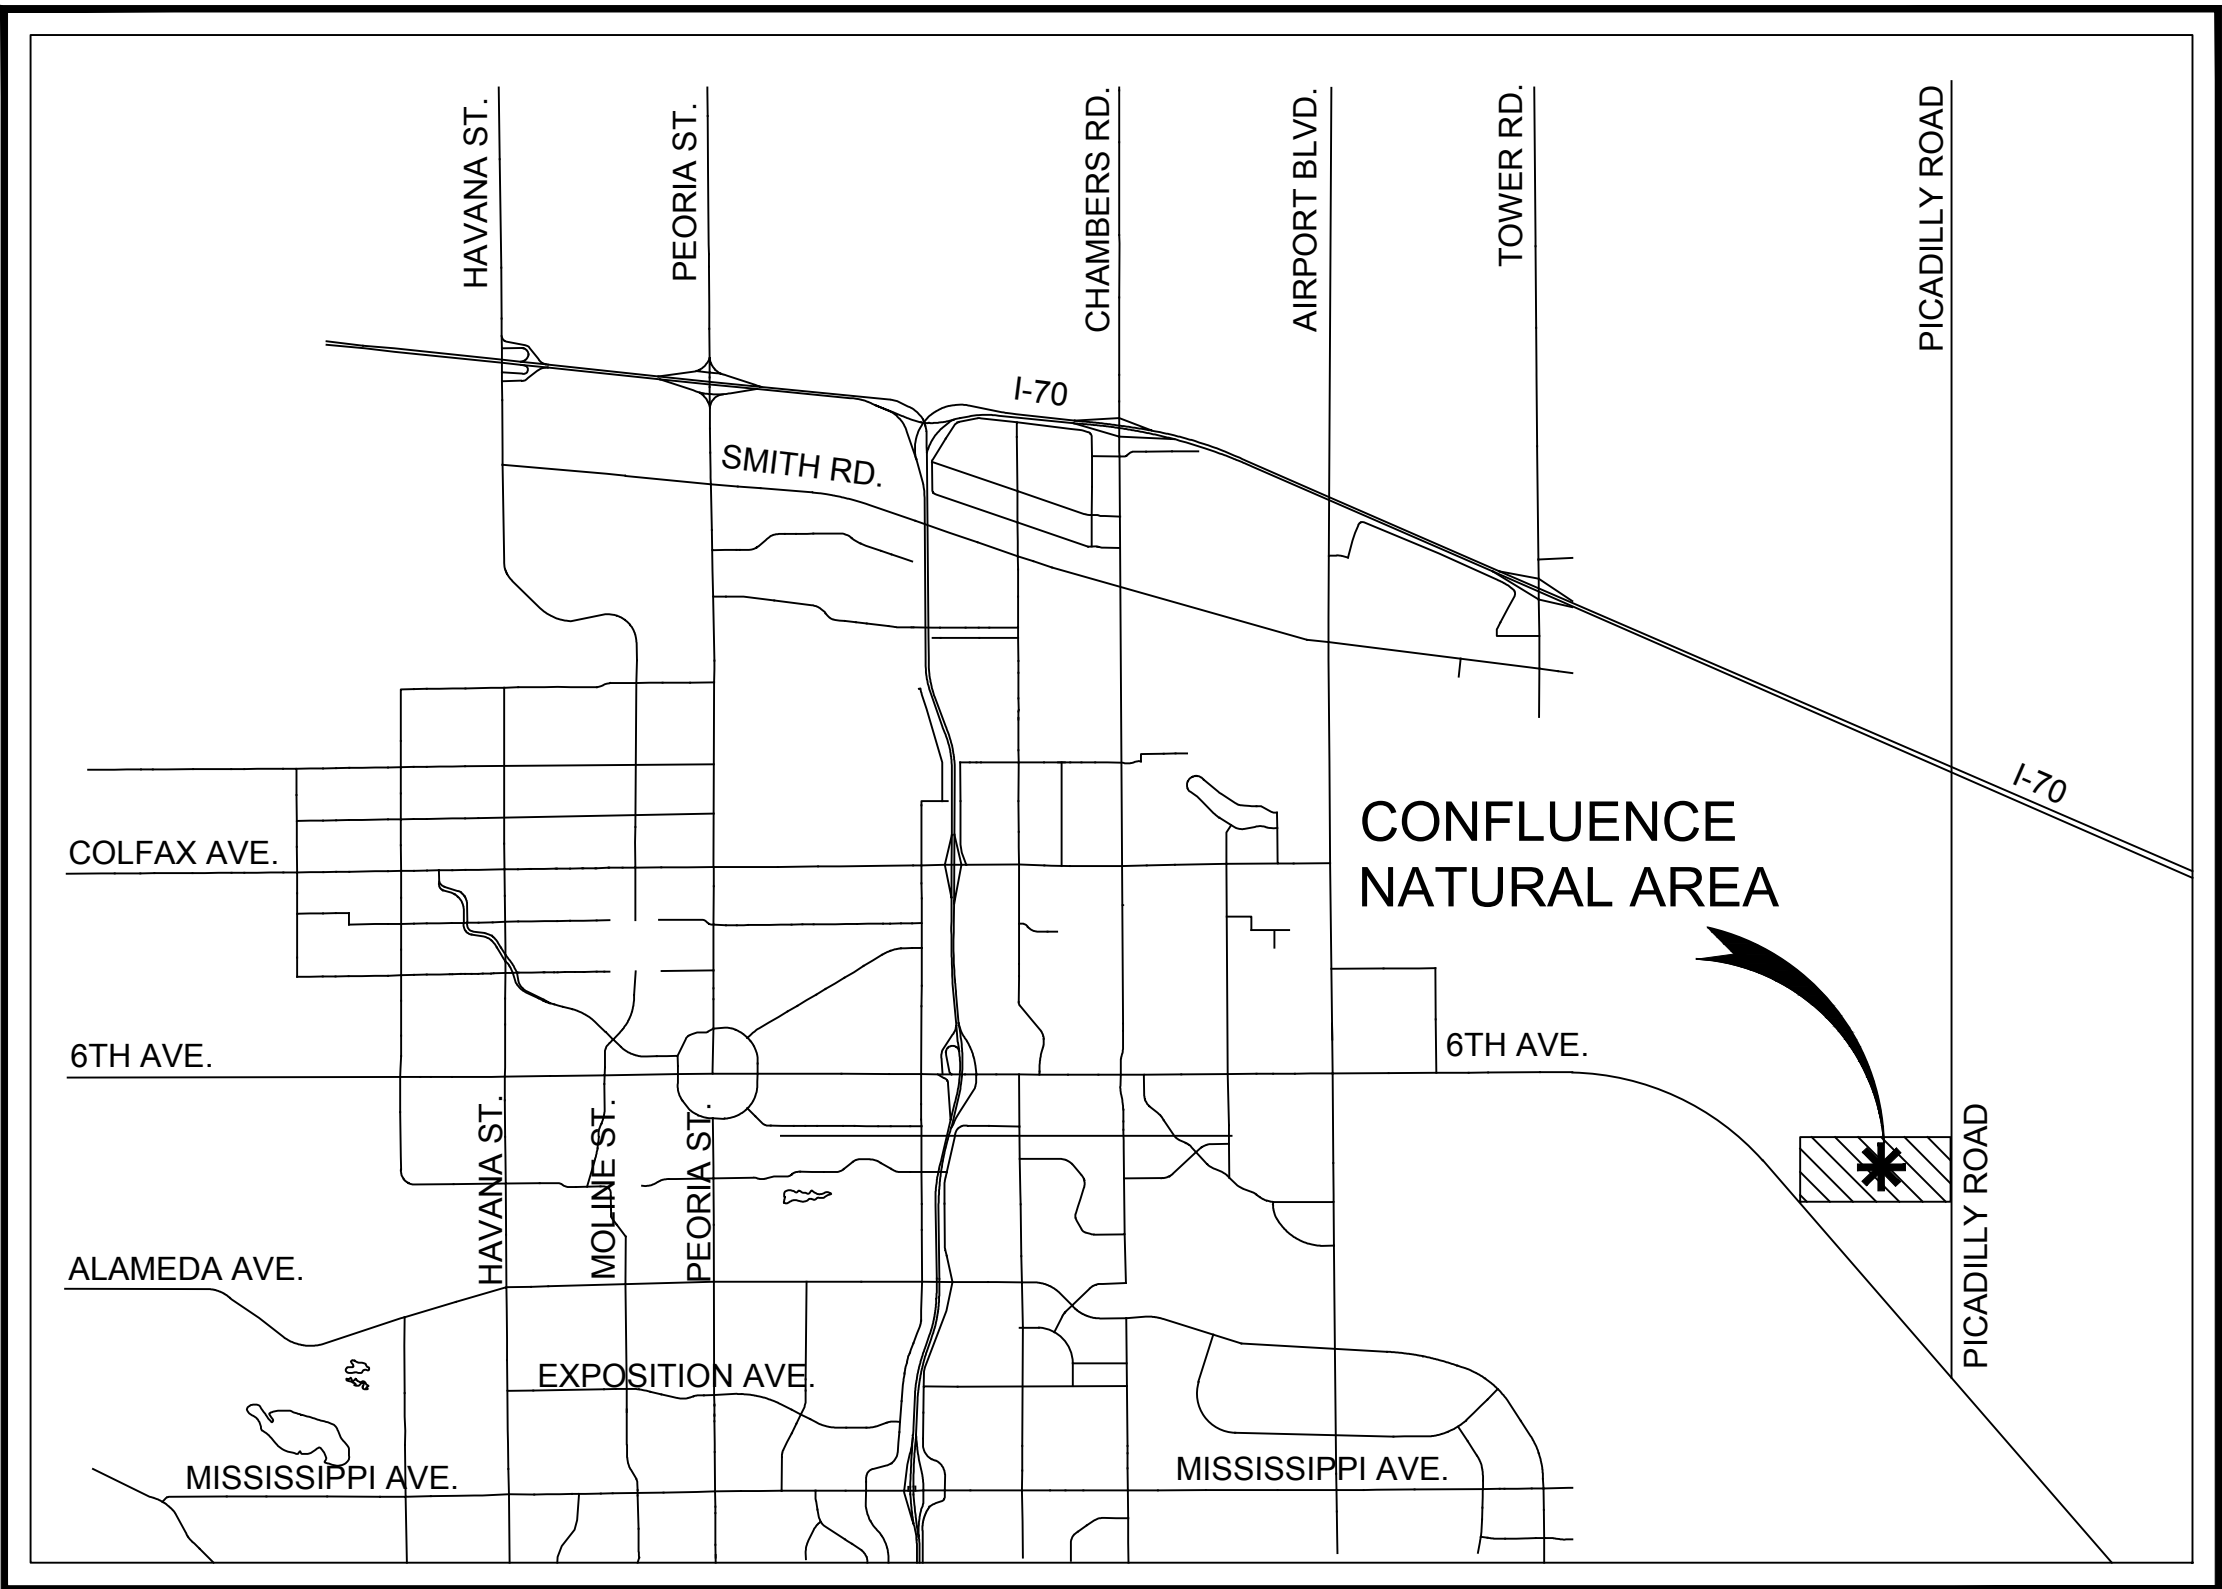 HAVANA ST.
PEORIA ST.
CHAMBERS RD.
AIRPORT BLVD.
TOWER RD.
PICADILLY ROAD
I-70
SMITH RD.
I-70
CONFLUENCE
NATURAL AREA
COLFAX AVE.
6TH AVE.
6TH AVE.
HAVANA ST.
MOLINE ST.
PEORIA ST.
PICADILLY ROAD
ALAMEDA AVE.
EXPOSITION AVE.
MISSISSIPPI AVE.
MISSISSIPPI AVE.